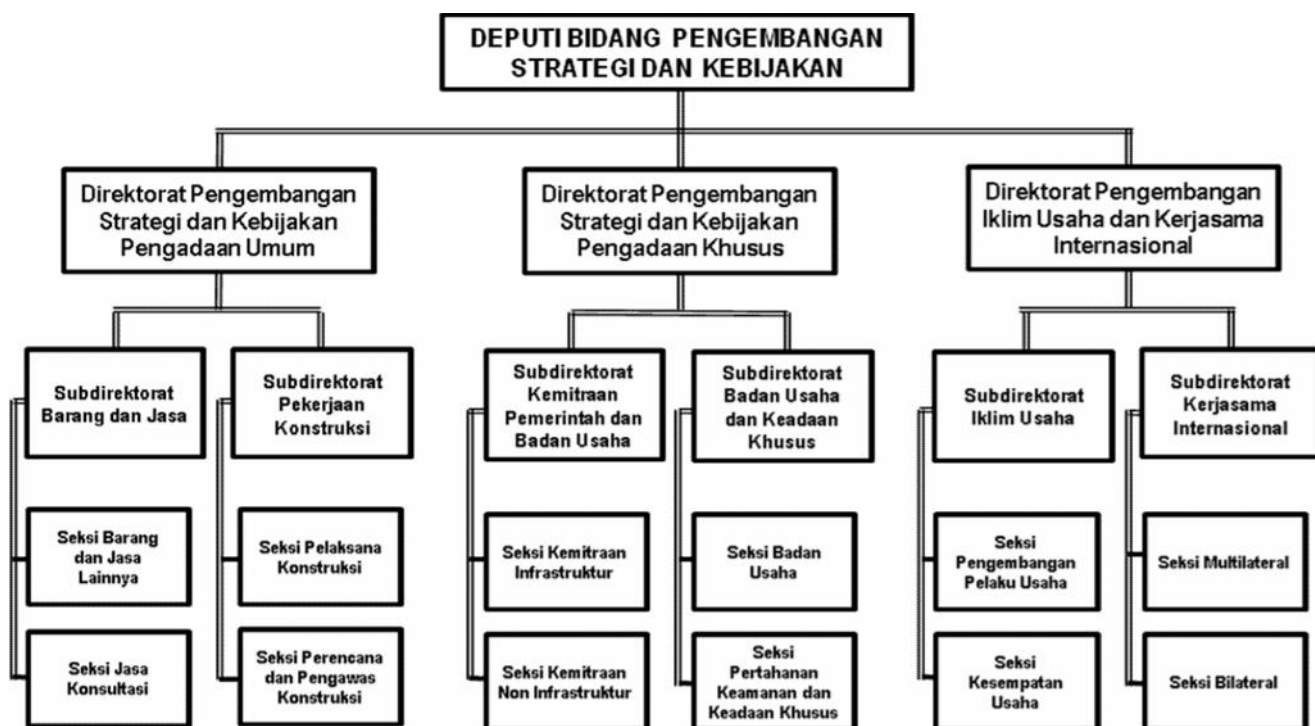 DEPUTI BIDANG PENGEMBANGAN
STRATEGI DAN KEBIJAKAN
Direktorat Pengembangan
Strategi dan Kebijakan
Pengadaan Umum
Direktorat Pengembangan
Strategi dan Kebijakan
Pengadaan Khusus
Direktorat Pengembangan
Iklim Usaha dan Kerjasama
Internasional
Subdirektorat
Barang dan Jasa
Subdirektorat
Pekerjaan
Konstruksi
Subdirektorat
Kemitraan
Pemerintah dan
Badan Usaha
Subdirektorat
Badan Usaha
dan Keadaan
Khusus
Subdirektorat
Iklim Usaha
Subdirektorat
Kerjasama
Internasional
Seksi Barang
dan Jasa
Lainnya
Seksi Pelaksana
Konstruksi
Seksi Kemitraan
Infrastruktur
Seksi Badan
Usaha
Seksi
Pengembangan
Pelaku Usaha
Seksi Multilateral
Seksi Jasa
Konsultasi
Seksi Perencana
dan Pengawas
Konstruksi
Seksi Kemitraan
Non Infrastruktur
Seksi
Pertahanan
Keamanan dan
Keadaan Khusus
Seksi
Kesempatan
Usaha
Seksi Bilateral